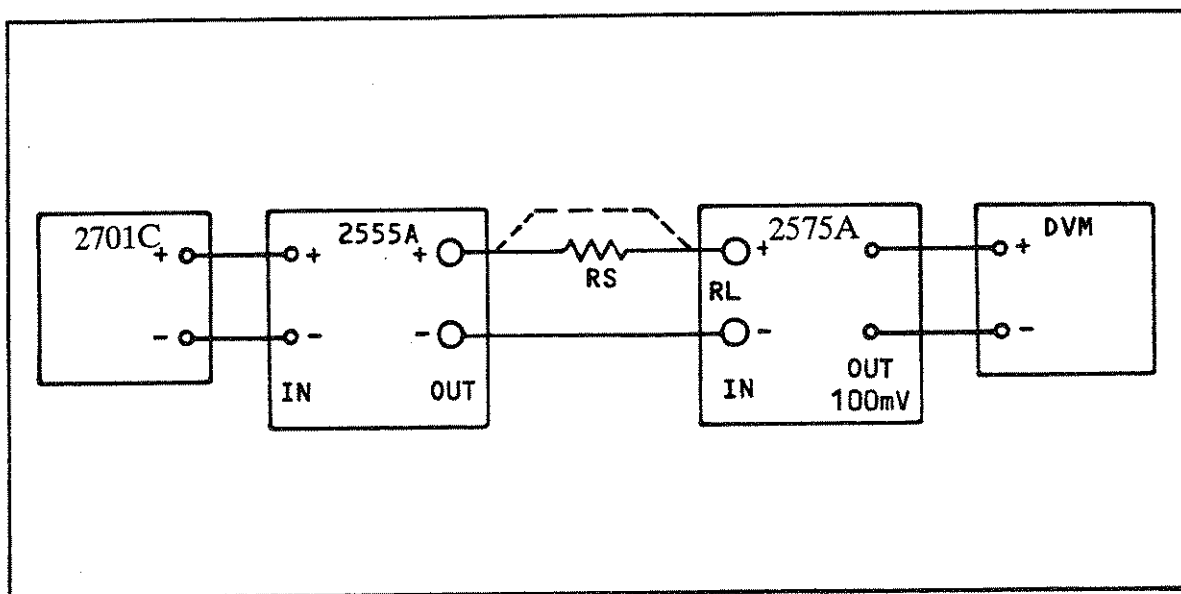 2701C
+
-
+
-
IN
2555A
+
-
OUT
RS
+
RL
-
IN
2575A
OUT
100mV
DVM
+
-